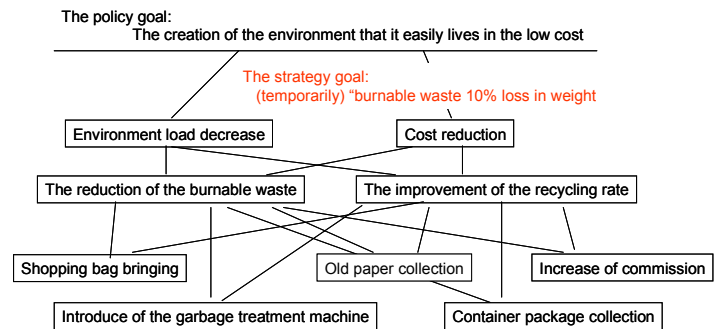 The policy goal:
The creation of the environment that it easily lives in the low cost
The strategy goal:
(temporarily) “burnable waste 10% loss in weight
Environment load decrease
Cost reduction
The reduction of the burnable waste
The improvement of the recycling rate
Shopping bag bringing
Old paper collection
Increase of commission
Introduce of the garbage treatment machine
Container package collection